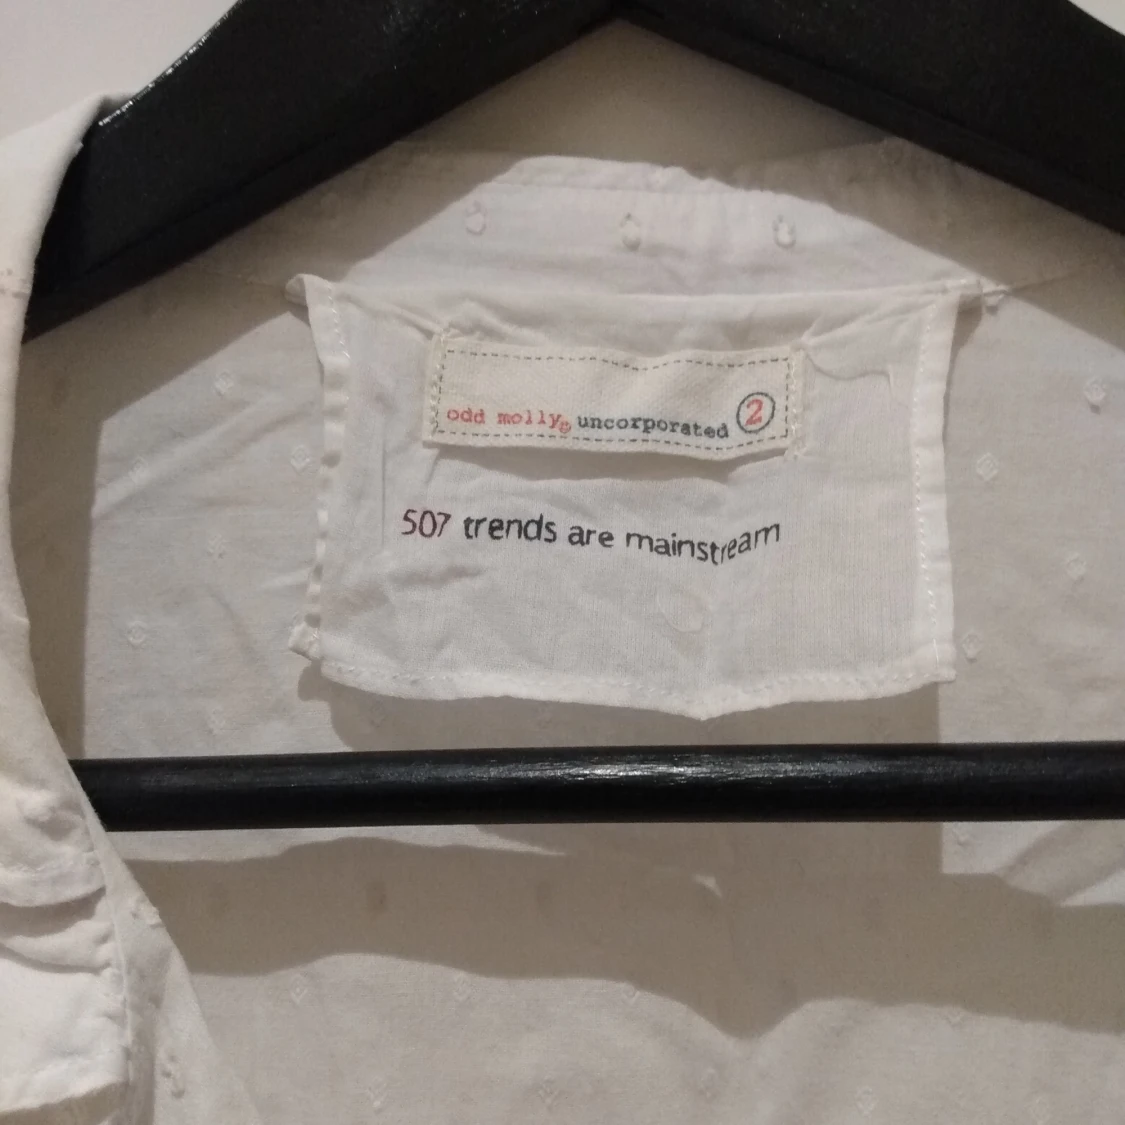 odd molly® uncorporated 2
507 trends are mainstream